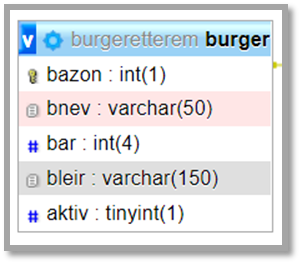 v burgeretterem burger
bazon : int(1)
bnev : varchar(50)
# bar : int(4)
bleir : varchar(150)
# aktiv : tinyint(1)